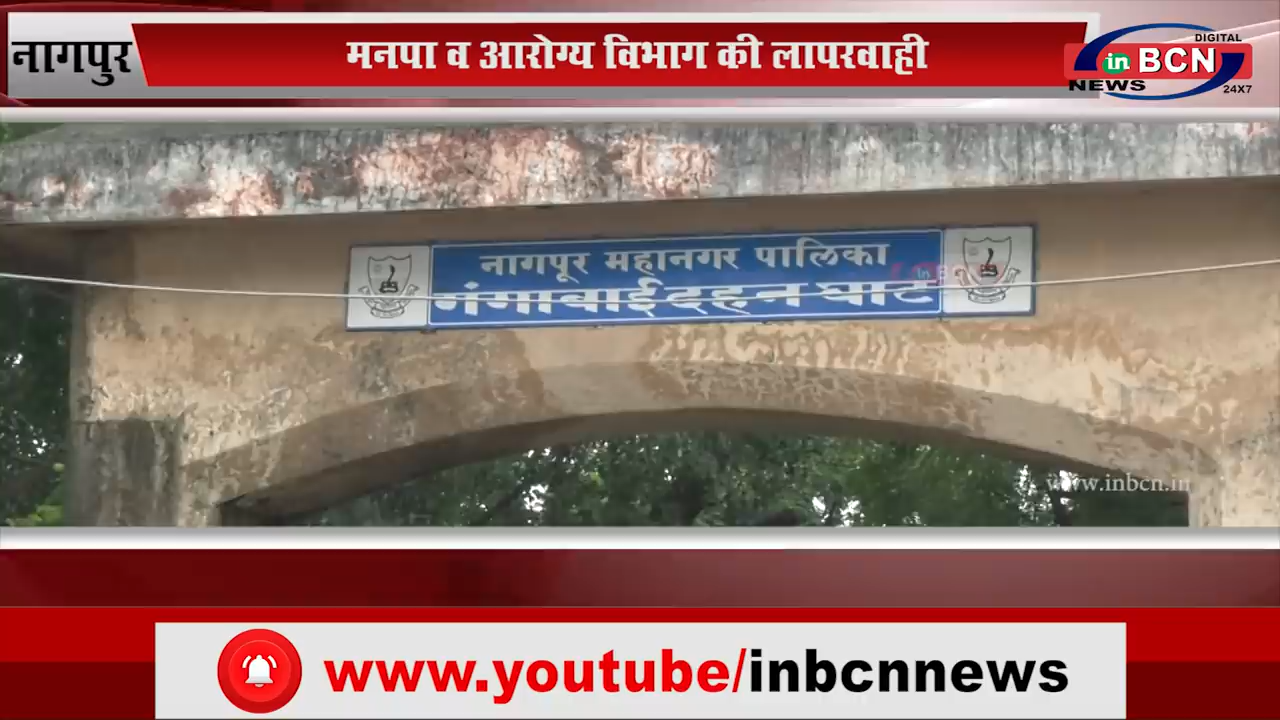 नागपुर
मनपा व आरोग्य विभाग की लापरवाही
DIGITAL
in BCN
NEWS
24X7
नागपूर महानगर पालिका
गंगाबाई दहन घाट
www.inbcn.in
www.youtube/inbcnnews